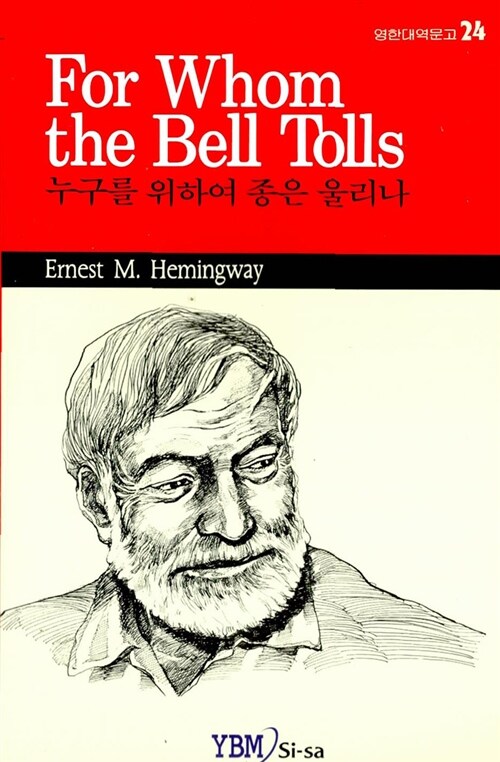 영한대역문고 24
For Whom
the Bell Tolls
누구를 위하여 종은 울리나
Ernest M. Hemingway
YBM Si-sa